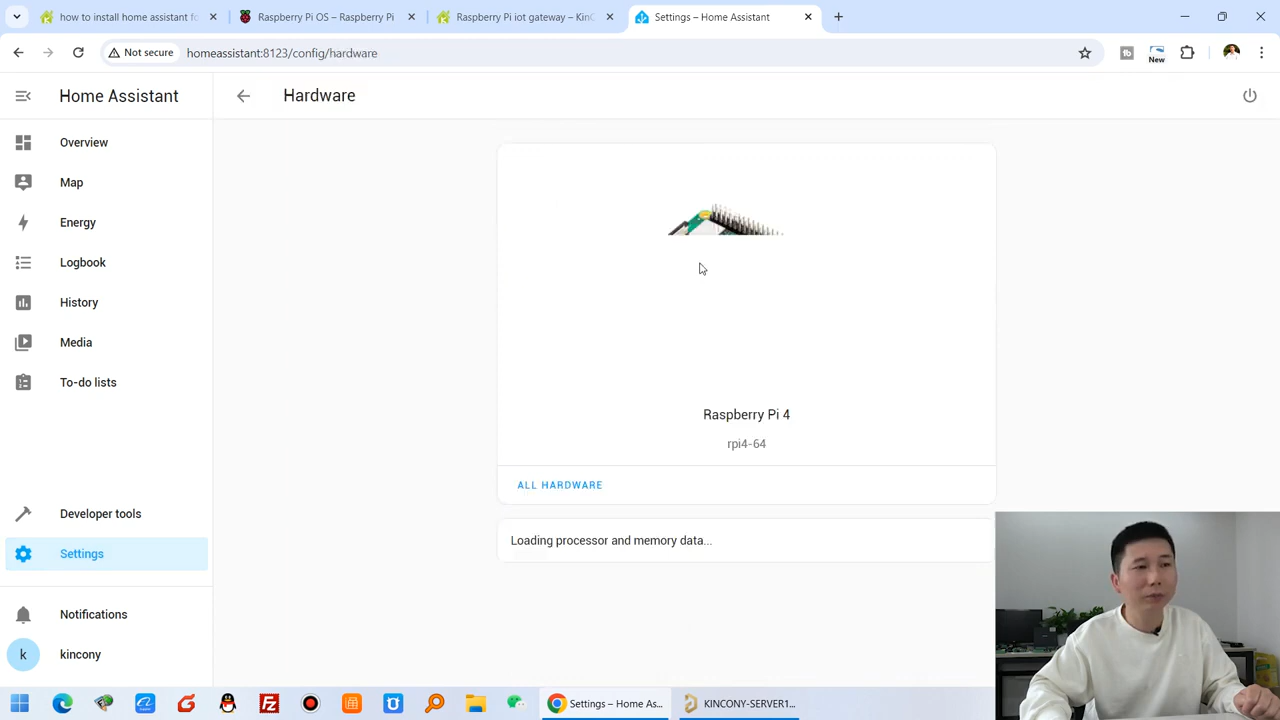 how to install home assistant fo
Raspberry Pi OS – Raspberry Pi
Raspberry Pi iot gateway – KinC
Settings – Home Assistant
Not secure
homeassistant:8123/config/hardware
New
Home Assistant
Hardware
Overview
Map
Energy
Logbook
History
Media
To-do lists
Raspberry Pi 4
rpi4-64
ALL HARDWARE
Developer tools
Loading processor and memory data...
Settings
Notifications
k
kincony
Settings – Home As...
KINCONY-SERVER1...